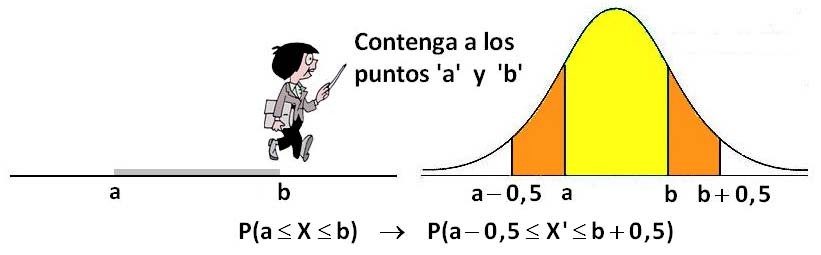 Contenga a los
puntos 'a' y 'b'
a b a – 0,5 a b b + 0,5
P(a ≤ X ≤ b) → P(a – 0,5 ≤ X' ≤ b + 0,5)